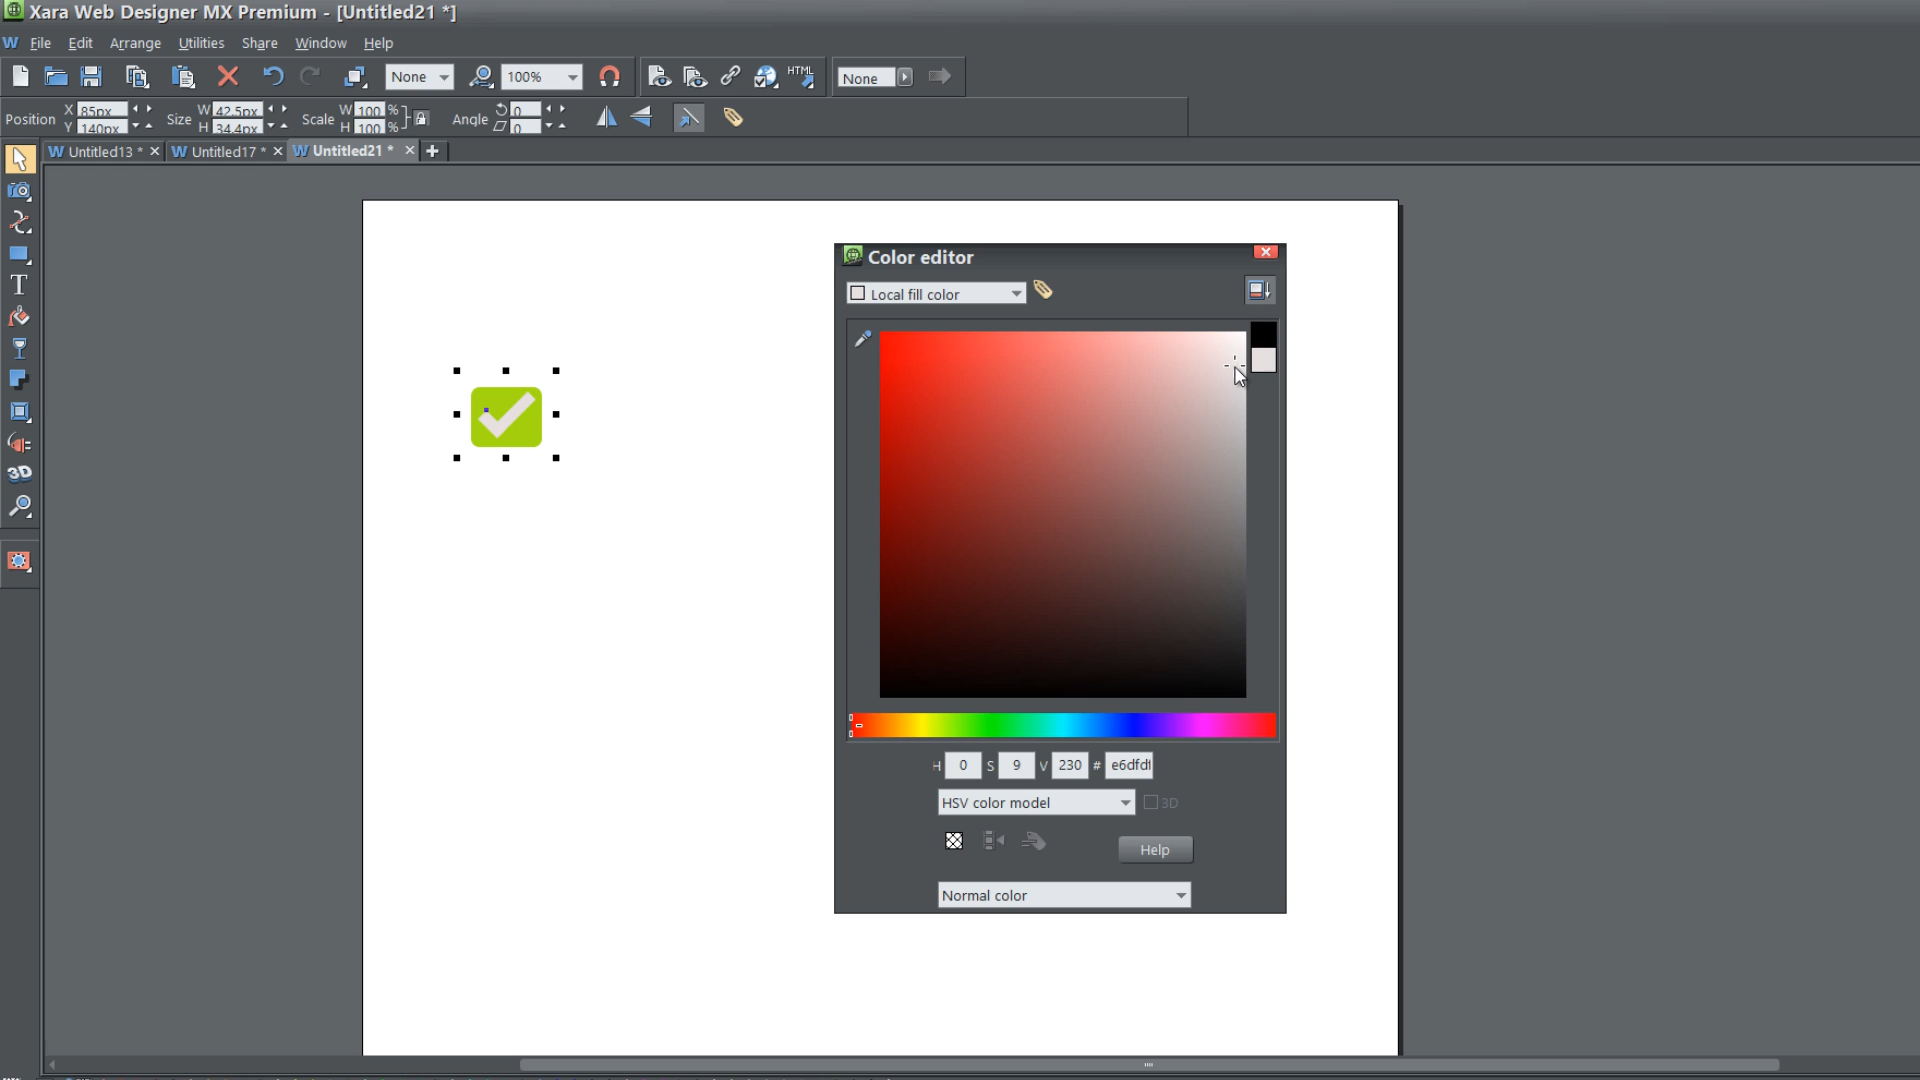 Xara Web Designer MX Premium - [Untitled21 *]
W File Edit Arrange Utilities Share Window Help
None 100% HTML None
Position X 85px Size W 42.5px Scale W 100 % Angle 0
Y 140px H 34.4px H 100 % 0
W Untitled13 * W Untitled17 * W Untitled21 *
Color editor
Local fill color
T
3D
H 0 S 9 V 230 # e6dfdf
HSV color model 3D
Help
Normal color